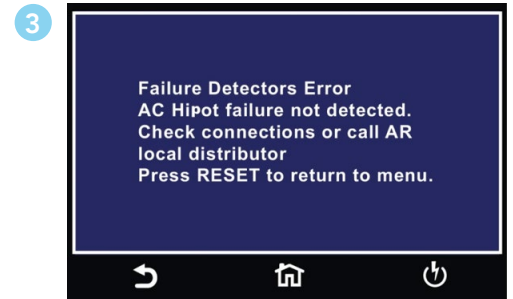 3
Failure Detectors Error
AC Hipot failure not detected.
Check connections or call AR
local distributor
Press RESET to return to menu.